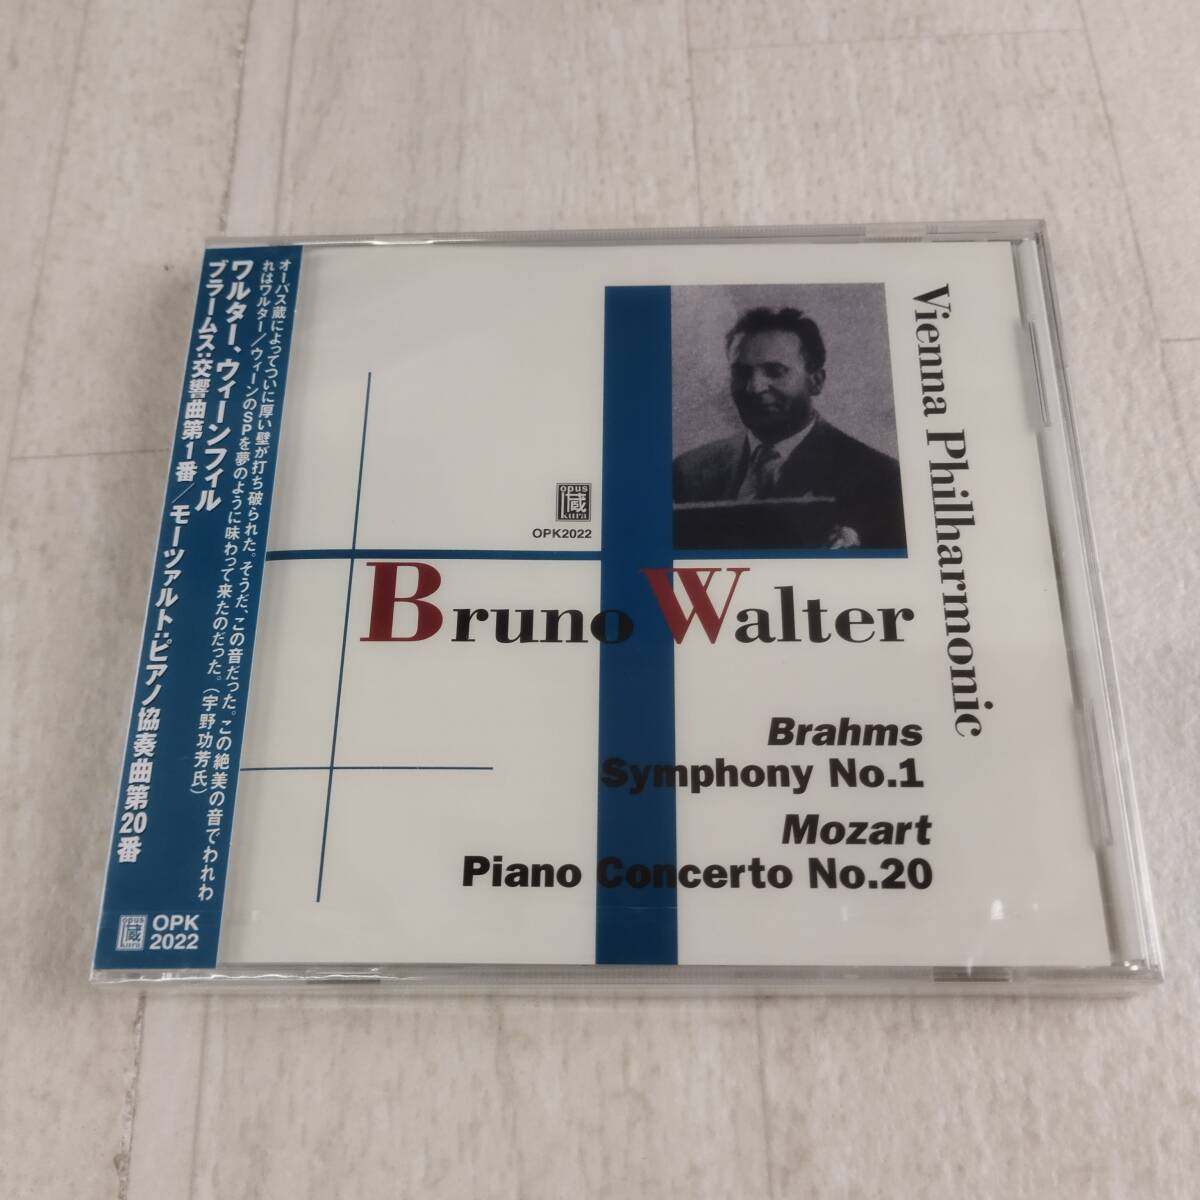 オーパス蔵によってついに厚い壁が打ち破られた。そうだ、この音だった。この絶美の音でわれわ
れはワルター／ウィーンのSPを夢のように味わって来たのだった。(宇野功芳氏)
ワルター、ウィーンフィル
ブラームス:交響曲第1番／モーツァルト:ピアノ協奏曲第20番
opus
蔵
kura
OPK
2022
opus
蔵
kura
OPK2022
Vienna Philharmonic
Bruno Walter
Brahms
Symphony No.1
Mozart
Piano Concerto No.20